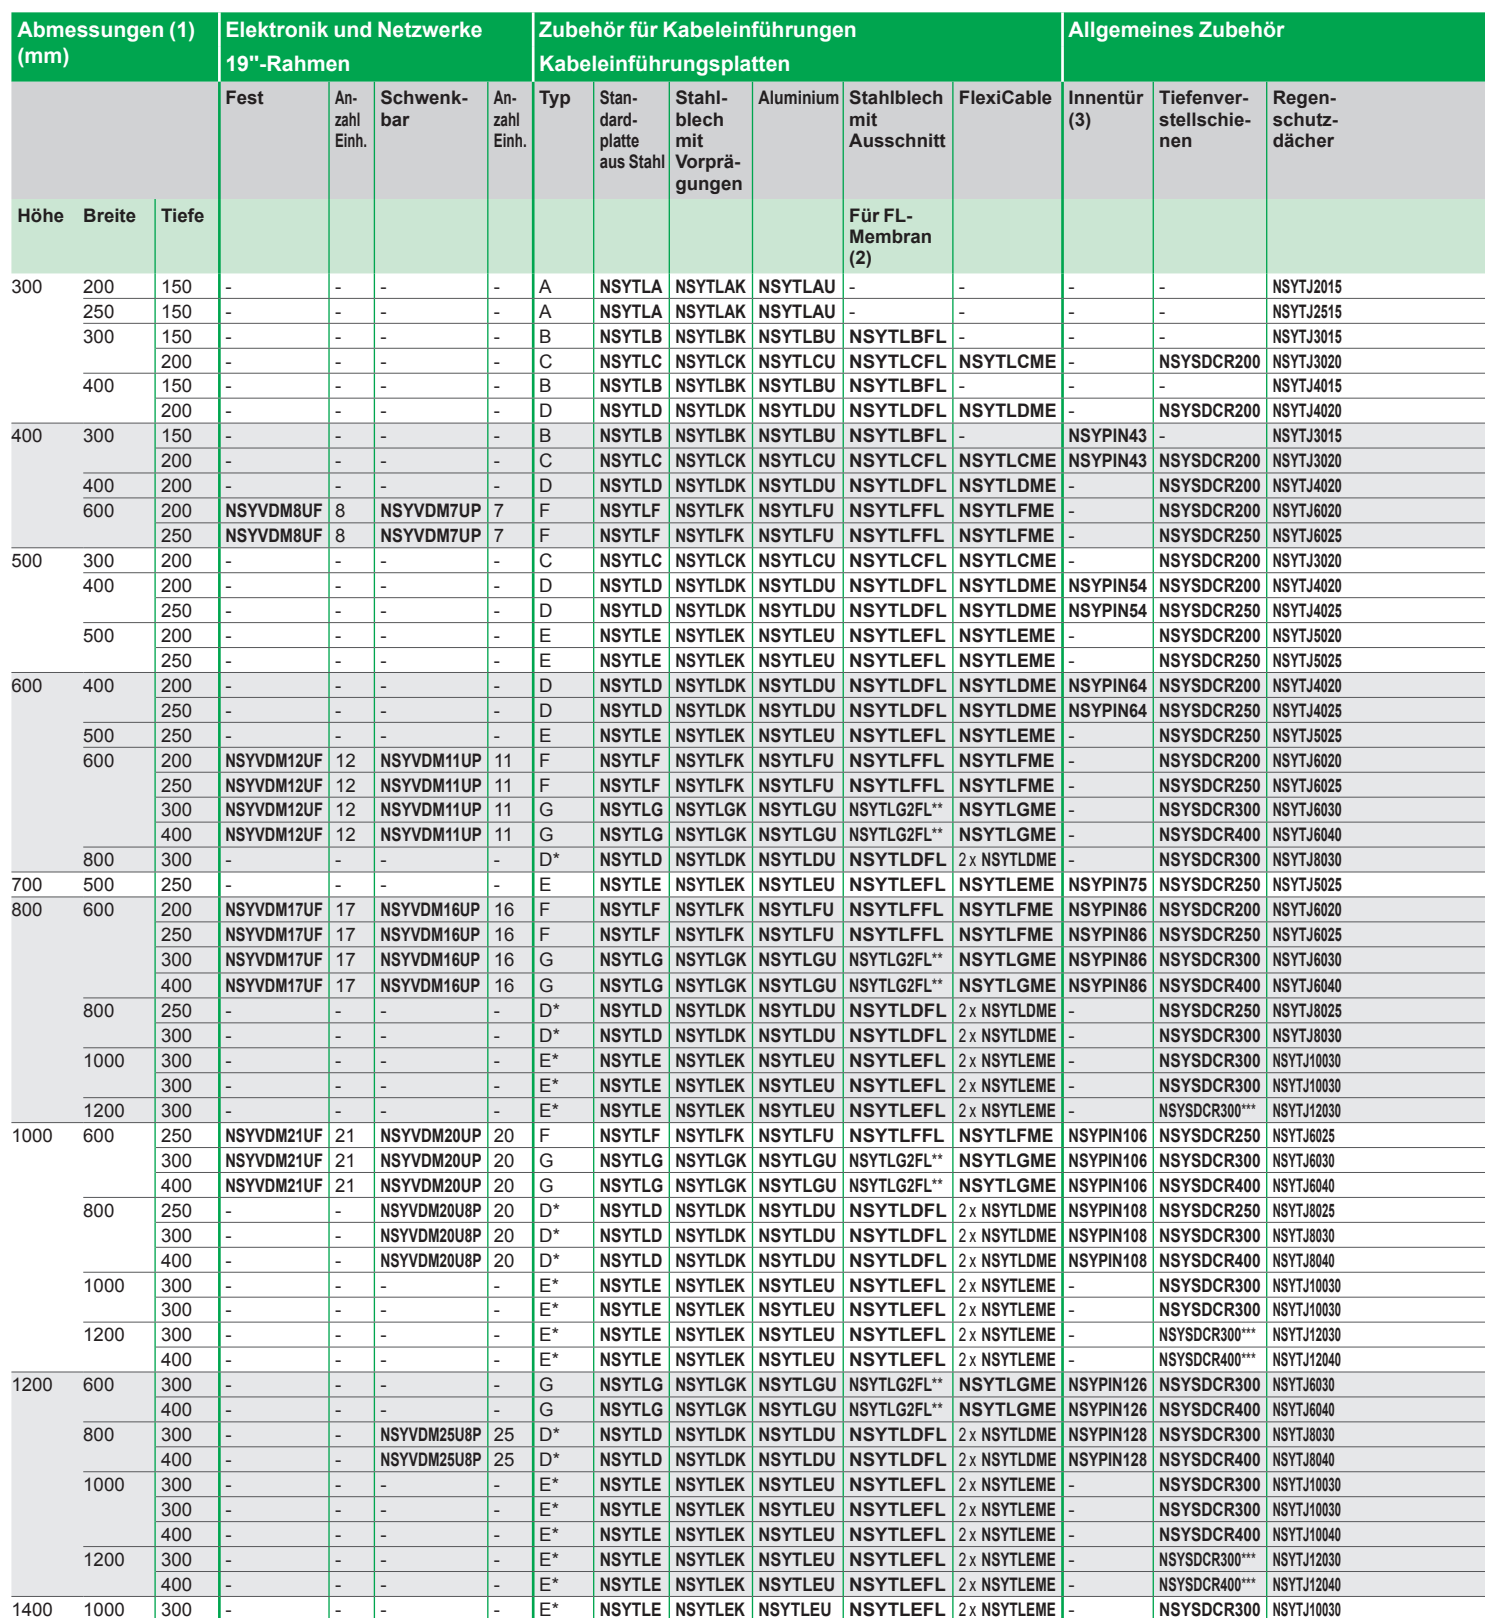 Abmessungen (1) (mm) Elektronik und Netzwerke 19"-Rahmen Zubehör für Kabeleinführungen Kabeleinführungsplatten Allgemeines Zubehör
Fest An-zahl Einh. Schwenk-bar An-zahl Einh. Typ Stan-dard-platte aus Stahl Stahl-blech mit Vorprä-gungen Aluminium Stahlblech mit Ausschnitt FlexiCable Innentür (3) Tiefenver-stellschie-nen Regen-schutz-dächer
Höhe Breite Tiefe Für FL-Membran (2)
300 200 150 - - - - A NSYTLA NSYTLAK NSYTLAU - - - - NSYTJ2015
250 150 - - - - A NSYTLA NSYTLAK NSYTLAU - - - - NSYTJ2515
300 150 - - - - B NSYTLB NSYTLBK NSYTLBU NSYTLBFL - - - NSYTJ3015
200 - - - - C NSYTLC NSYTLCK NSYTLCU NSYTLCFL NSYTLCME - NSYSDCR200 NSYTJ3020
400 150 - - - - B NSYTLB NSYTLBK NSYTLBU NSYTLBFL - - - NSYTJ4015
200 - - - - D NSYTLD NSYTLDK NSYTLDU NSYTLDFL NSYTLDME - NSYSDCR200 NSYTJ4020
400 300 150 - - - - B NSYTLB NSYTLBK NSYTLBU NSYTLBFL - NSYPIN43 - NSYTJ3015
200 - - - - C NSYTLC NSYTLCK NSYTLCU NSYTLCFL NSYTLCME NSYPIN43 NSYSDCR200 NSYTJ3020
400 200 - - - - D NSYTLD NSYTLDK NSYTLDU NSYTLDFL NSYTLDME - NSYSDCR200 NSYTJ4020
600 200 NSYVDM8UF 8 NSYVDM7UP 7 F NSYTLF NSYTLFK NSYTLFU NSYTLFFL NSYTLFME - NSYSDCR200 NSYTJ6020
250 NSYVDM8UF 8 NSYVDM7UP 7 F NSYTLF NSYTLFK NSYTLFU NSYTLFFL NSYTLFME - NSYSDCR250 NSYTJ6025
500 300 200 - - - - C NSYTLC NSYTLCK NSYTLCU NSYTLCFL NSYTLCME - NSYSDCR200 NSYTJ3020
400 200 - - - - D NSYTLD NSYTLDK NSYTLDU NSYTLDFL NSYTLDME NSYPIN54 NSYSDCR200 NSYTJ4020
250 - - - - D NSYTLD NSYTLDK NSYTLDU NSYTLDFL NSYTLDME NSYPIN54 NSYSDCR250 NSYTJ4025
500 200 - - - - E NSYTLE NSYTLEK NSYTLEU NSYTLEFL NSYTLEME - NSYSDCR200 NSYTJ5020
250 - - - - E NSYTLE NSYTLEK NSYTLEU NSYTLEFL NSYTLEME - NSYSDCR250 NSYTJ5025
600 400 200 - - - - D NSYTLD NSYTLDK NSYTLDU NSYTLDFL NSYTLDME NSYPIN64 NSYSDCR200 NSYTJ4020
250 - - - - D NSYTLD NSYTLDK NSYTLDU NSYTLDFL NSYTLDME NSYPIN64 NSYSDCR250 NSYTJ4025
500 250 - - - - E NSYTLE NSYTLEK NSYTLEU NSYTLEFL NSYTLEME - NSYSDCR250 NSYTJ5025
600 200 NSYVDM12UF 12 NSYVDM11UP 11 F NSYTLF NSYTLFK NSYTLFU NSYTLFFL NSYTLFME - NSYSDCR200 NSYTJ6020
250 NSYVDM12UF 12 NSYVDM11UP 11 F NSYTLF NSYTLFK NSYTLFU NSYTLFFL NSYTLFME - NSYSDCR250 NSYTJ6025
300 NSYVDM12UF 12 NSYVDM11UP 11 G NSYTLG NSYTLGK NSYTLGU NSYTLG2FL** NSYTLGME - NSYSDCR300 NSYTJ6030
400 NSYVDM12UF 12 NSYVDM11UP 11 G NSYTLG NSYTLGK NSYTLGU NSYTLG2FL** NSYTLGME - NSYSDCR400 NSYTJ6040
800 300 - - - - D* NSYTLD NSYTLDK NSYTLDU NSYTLDFL 2 x NSYTLDME - NSYSDCR300 NSYTJ8030
700 500 250 - - - - E NSYTLE NSYTLEK NSYTLEU NSYTLEFL NSYTLEME NSYPIN75 NSYSDCR250 NSYTJ5025
800 600 200 NSYVDM17UF 17 NSYVDM16UP 16 F NSYTLF NSYTLFK NSYTLFU NSYTLFFL NSYTLFME NSYPIN86 NSYSDCR200 NSYTJ6020
250 NSYVDM17UF 17 NSYVDM16UP 16 F NSYTLF NSYTLFK NSYTLFU NSYTLFFL NSYTLFME NSYPIN86 NSYSDCR250 NSYTJ6025
300 NSYVDM17UF 17 NSYVDM16UP 16 G NSYTLG NSYTLGK NSYTLGU NSYTLG2FL** NSYTLGME NSYPIN86 NSYSDCR300 NSYTJ6030
400 NSYVDM17UF 17 NSYVDM16UP 16 G NSYTLG NSYTLGK NSYTLGU NSYTLG2FL** NSYTLGME NSYPIN86 NSYSDCR400 NSYTJ6040
800 250 - - - - D* NSYTLD NSYTLDK NSYTLDU NSYTLDFL 2 x NSYTLDME - NSYSDCR250 NSYTJ8025
300 - - - - D* NSYTLD NSYTLDK NSYTLDU NSYTLDFL 2 x NSYTLDME - NSYSDCR300 NSYTJ8030
1000 300 - - - - E* NSYTLE NSYTLEK NSYTLEU NSYTLEFL 2 x NSYTLEME - NSYSDCR300 NSYTJ10030
300 - - - - E* NSYTLE NSYTLEK NSYTLEU NSYTLEFL 2 x NSYTLEME - NSYSDCR300 NSYTJ10030
1200 300 - - - - E* NSYTLE NSYTLEK NSYTLEU NSYTLEFL 2 x NSYTLEME - NSYSDCR300*** NSYTJ12030
1000 600 250 NSYVDM21UF 21 NSYVDM20UP 20 F NSYTLF NSYTLFK NSYTLFU NSYTLFFL NSYTLFME NSYPIN106 NSYSDCR250 NSYTJ6025
300 NSYVDM21UF 21 NSYVDM20UP 20 G NSYTLG NSYTLGK NSYTLGU NSYTLG2FL** NSYTLGME NSYPIN106 NSYSDCR300 NSYTJ6030
400 NSYVDM21UF 21 NSYVDM20UP 20 G NSYTLG NSYTLGK NSYTLGU NSYTLG2FL** NSYTLGME NSYPIN106 NSYSDCR400 NSYTJ6040
800 250 - - NSYVDM20U8P 20 D* NSYTLD NSYTLDK NSYTLDU NSYTLDFL 2 x NSYTLDME NSYPIN108 NSYSDCR250 NSYTJ8025
300 - - NSYVDM20U8P 20 D* NSYTLD NSYTLDK NSYTLDU NSYTLDFL 2 x NSYTLDME NSYPIN108 NSYSDCR300 NSYTJ8030
400 - - NSYVDM20U8P 20 D* NSYTLD NSYTLDK NSYTLDU NSYTLDFL 2 x NSYTLDME NSYPIN108 NSYSDCR400 NSYTJ8040
1000 300 - - - - E* NSYTLE NSYTLEK NSYTLEU NSYTLEFL 2 x NSYTLEME - NSYSDCR300 NSYTJ10030
300 - - - - E* NSYTLE NSYTLEK NSYTLEU NSYTLEFL 2 x NSYTLEME - NSYSDCR300 NSYTJ10030
1200 300 - - - - E* NSYTLE NSYTLEK NSYTLEU NSYTLEFL 2 x NSYTLEME - NSYSDCR300*** NSYTJ12030
400 - - - - E* NSYTLE NSYTLEK NSYTLEU NSYTLEFL 2 x NSYTLEME - NSYSDCR400*** NSYTJ12040
1200 600 300 - - - - G NSYTLG NSYTLGK NSYTLGU NSYTLG2FL** NSYTLGME NSYPIN126 NSYSDCR300 NSYTJ6030
400 - - - - G NSYTLG NSYTLGK NSYTLGU NSYTLG2FL** NSYTLGME NSYPIN126 NSYSDCR400 NSYTJ6040
800 300 - - NSYVDM25U8P 25 D* NSYTLD NSYTLDK NSYTLDU NSYTLDFL 2 x NSYTLDME NSYPIN128 NSYSDCR300 NSYTJ8030
400 - - NSYVDM25U8P 25 D* NSYTLD NSYTLDK NSYTLDU NSYTLDFL 2 x NSYTLDME NSYPIN128 NSYSDCR400 NSYTJ8040
1000 300 - - - - E* NSYTLE NSYTLEK NSYTLEU NSYTLEFL 2 x NSYTLEME - NSYSDCR300 NSYTJ10030
300 - - - - E* NSYTLE NSYTLEK NSYTLEU NSYTLEFL 2 x NSYTLEME - NSYSDCR300 NSYTJ10030
400 - - - - E* NSYTLE NSYTLEK NSYTLEU NSYTLEFL 2 x NSYTLEME - NSYSDCR400 NSYTJ10040
1200 300 - - - - E* NSYTLE NSYTLEK NSYTLEU NSYTLEFL 2 x NSYTLEME - NSYSDCR300*** NSYTJ12030
400 - - - - E* NSYTLE NSYTLEK NSYTLEU NSYTLEFL 2 x NSYTLEME - NSYSDCR400*** NSYTJ12040
1400 1000 300 - - - - E* NSYTLE NSYTLEK NSYTLEU NSYTLEFL 2 x NSYTLEME - NSYSDCR300 NSYTJ10030